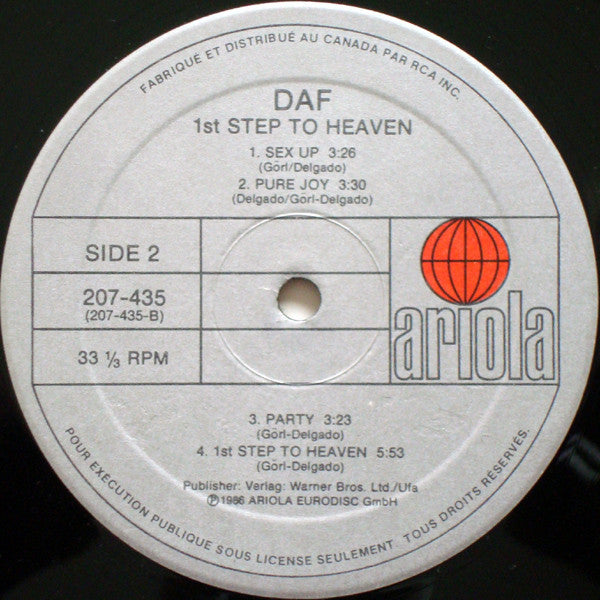 FABRIQUÉ ET DISTRIBUÉ AU CANADA PAR RCA INC.
DAF
1st STEP TO HEAVEN
1. SEX UP 3:26
(Görl/Delgado)
2. PURE JOY 3:30
(Delgado/Görl-Delgado)
SIDE 2
207-435
(207-435-B)
33 ⅓ RPM
ariola
3. PARTY 3:23
(Görl-Delgado)
4. 1st STEP TO HEAVEN 5:53
(Görl-Delgado)
Publisher: Verlag: Warner Bros. Ltd./Ufa
℗1986 ARIOLA EURODISC GmbH
POUR EXÉCUTION PUBLIQUE SOUS LICENSE SEULEMENT. TOUS DROITS RÉSERVÉS.